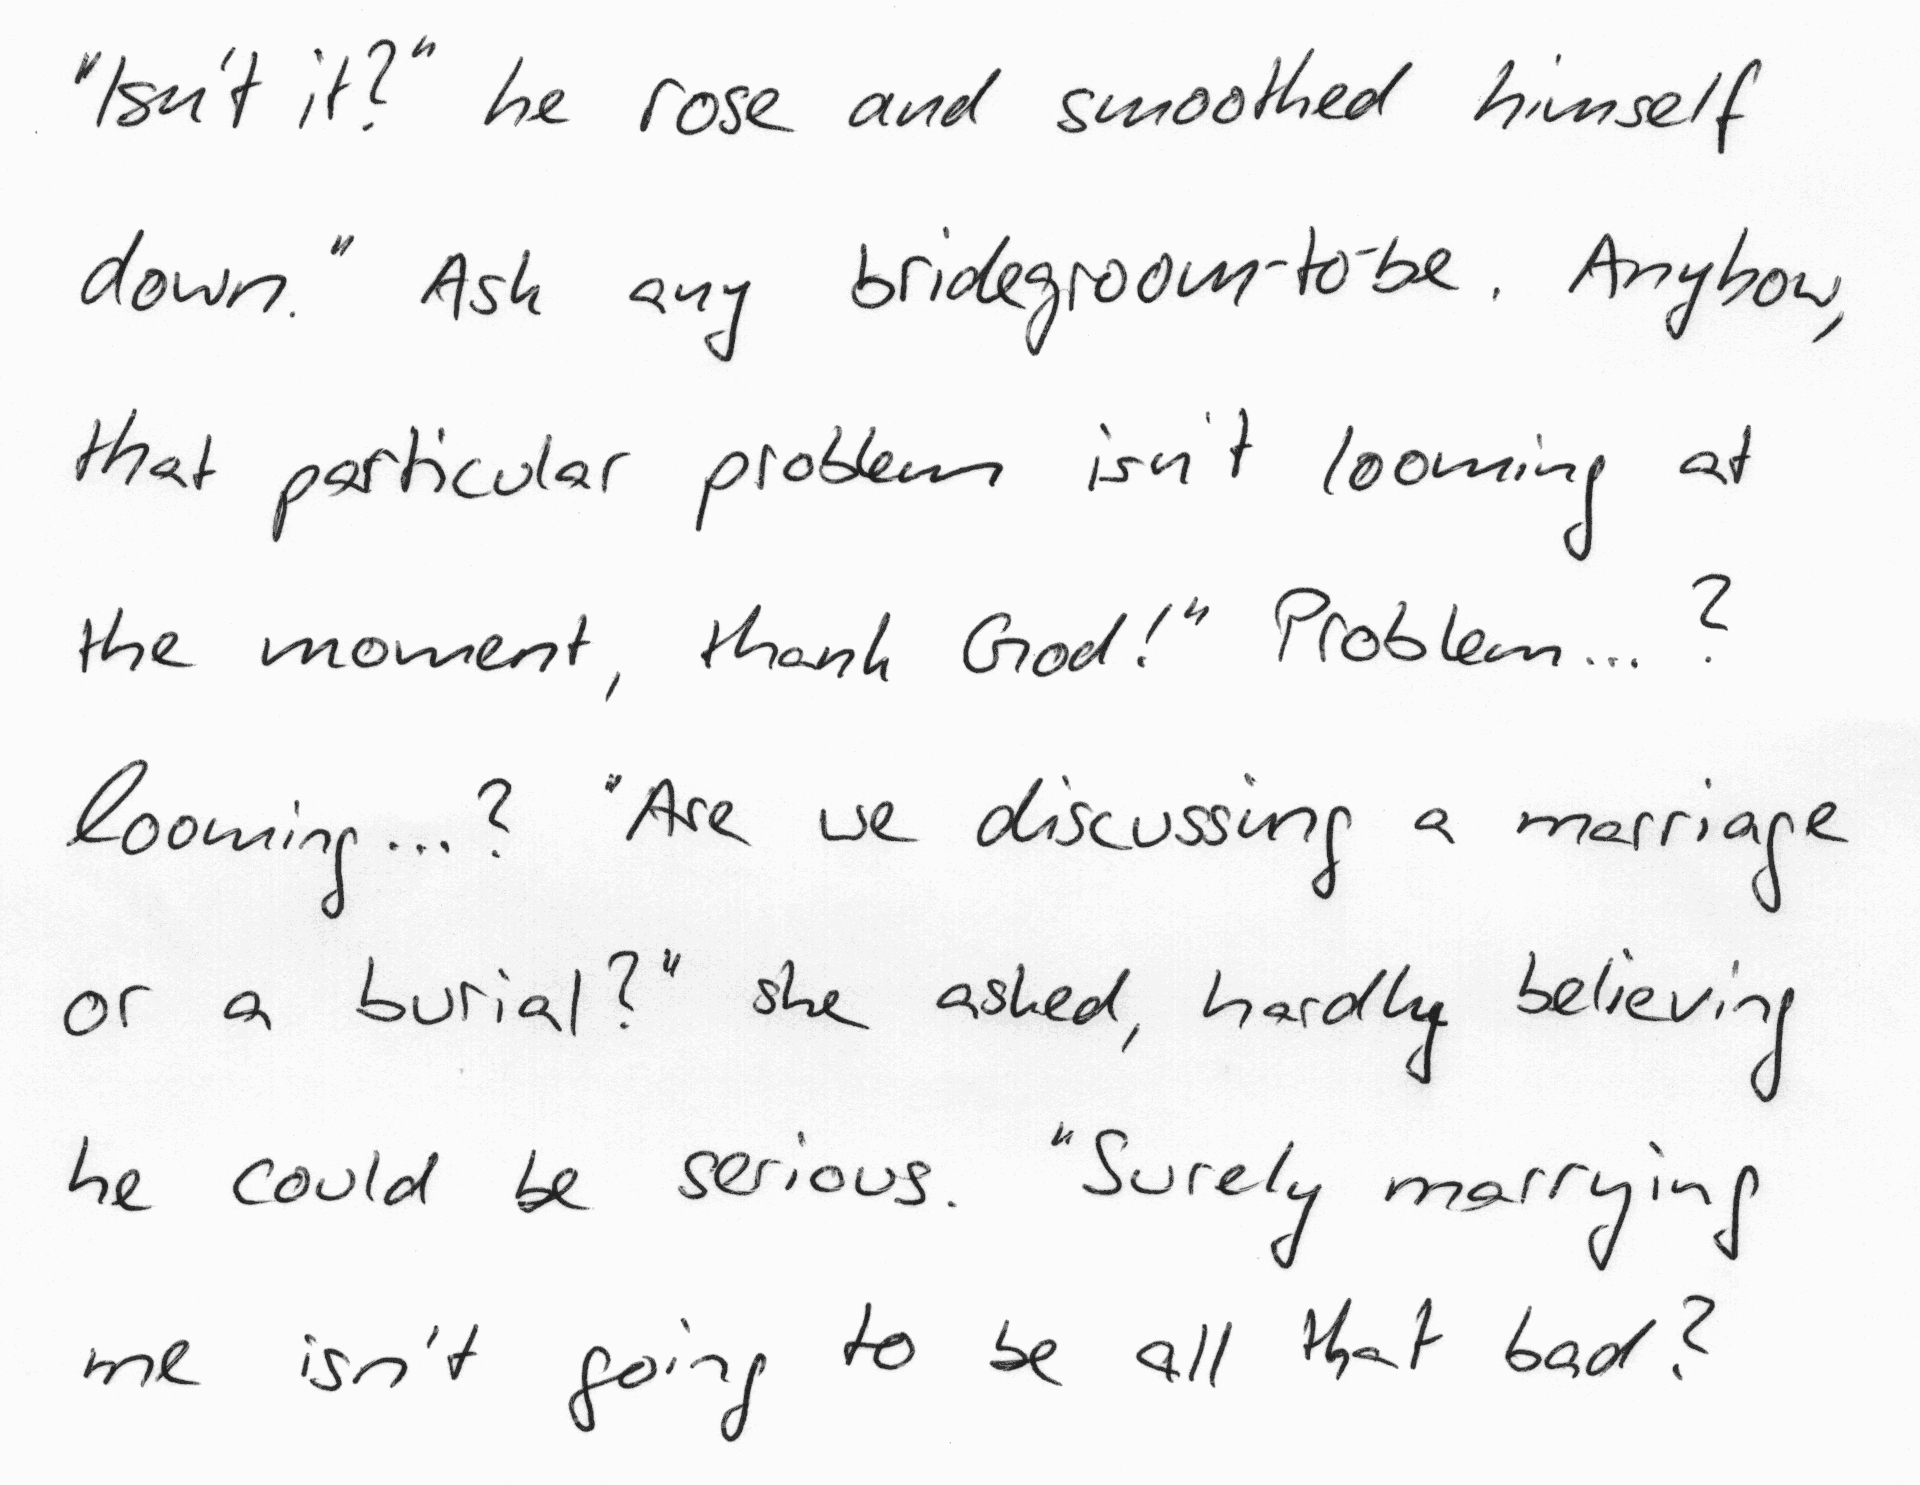 "Isn't it?" he rose and smoothed himself
down." Ask any bridegroom-to-be. Anyhow,
that particular problem isn't looming at
the moment, thank God!" Problem...?
looming...? "Are we discussing a marriage
or a burial?" she asked, hardly believing
he could be serious. "Surely marrying
me isn't going to be all that bad?